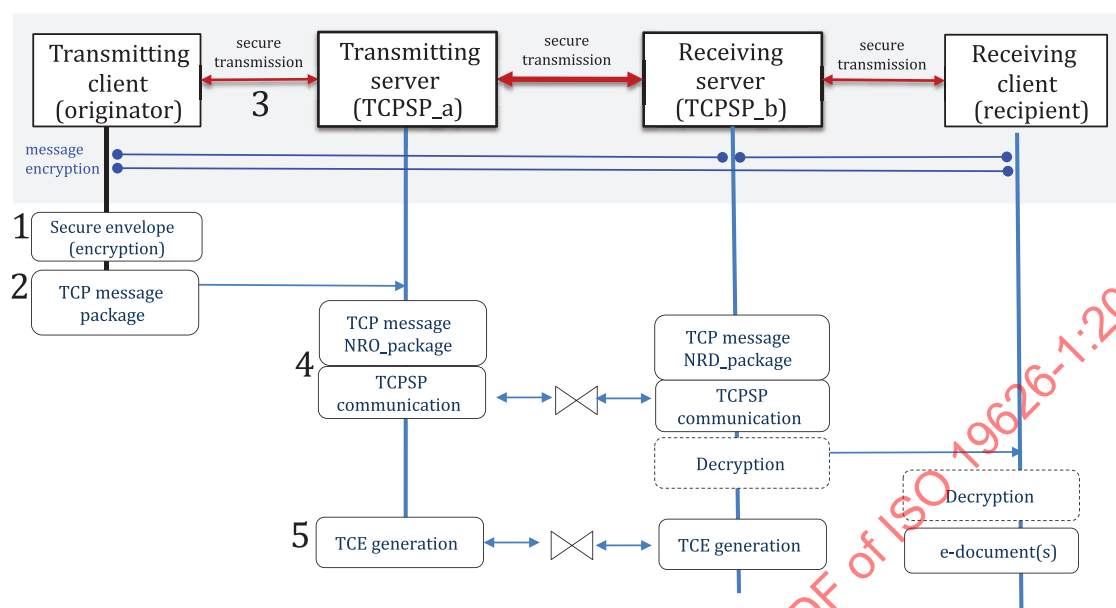 Transmitting
client
(originator)
secure
transmission
3
Transmitting
server
(TCPSP_a)
secure
transmission
Receiving
server
(TCPSP_b)
secure
transmission
Receiving
client
(recipient)
message
encryption
1
Secure envelope
(encryption)
2
TCP message
package
TCP message
NRO_package
4
TCPSP
communication
TCP message
NRD_package
TCPSP
communication
Decryption
Decryption
5
TCE generation
TCE generation
e-document(s)
PDF of ISO 19626-1:20